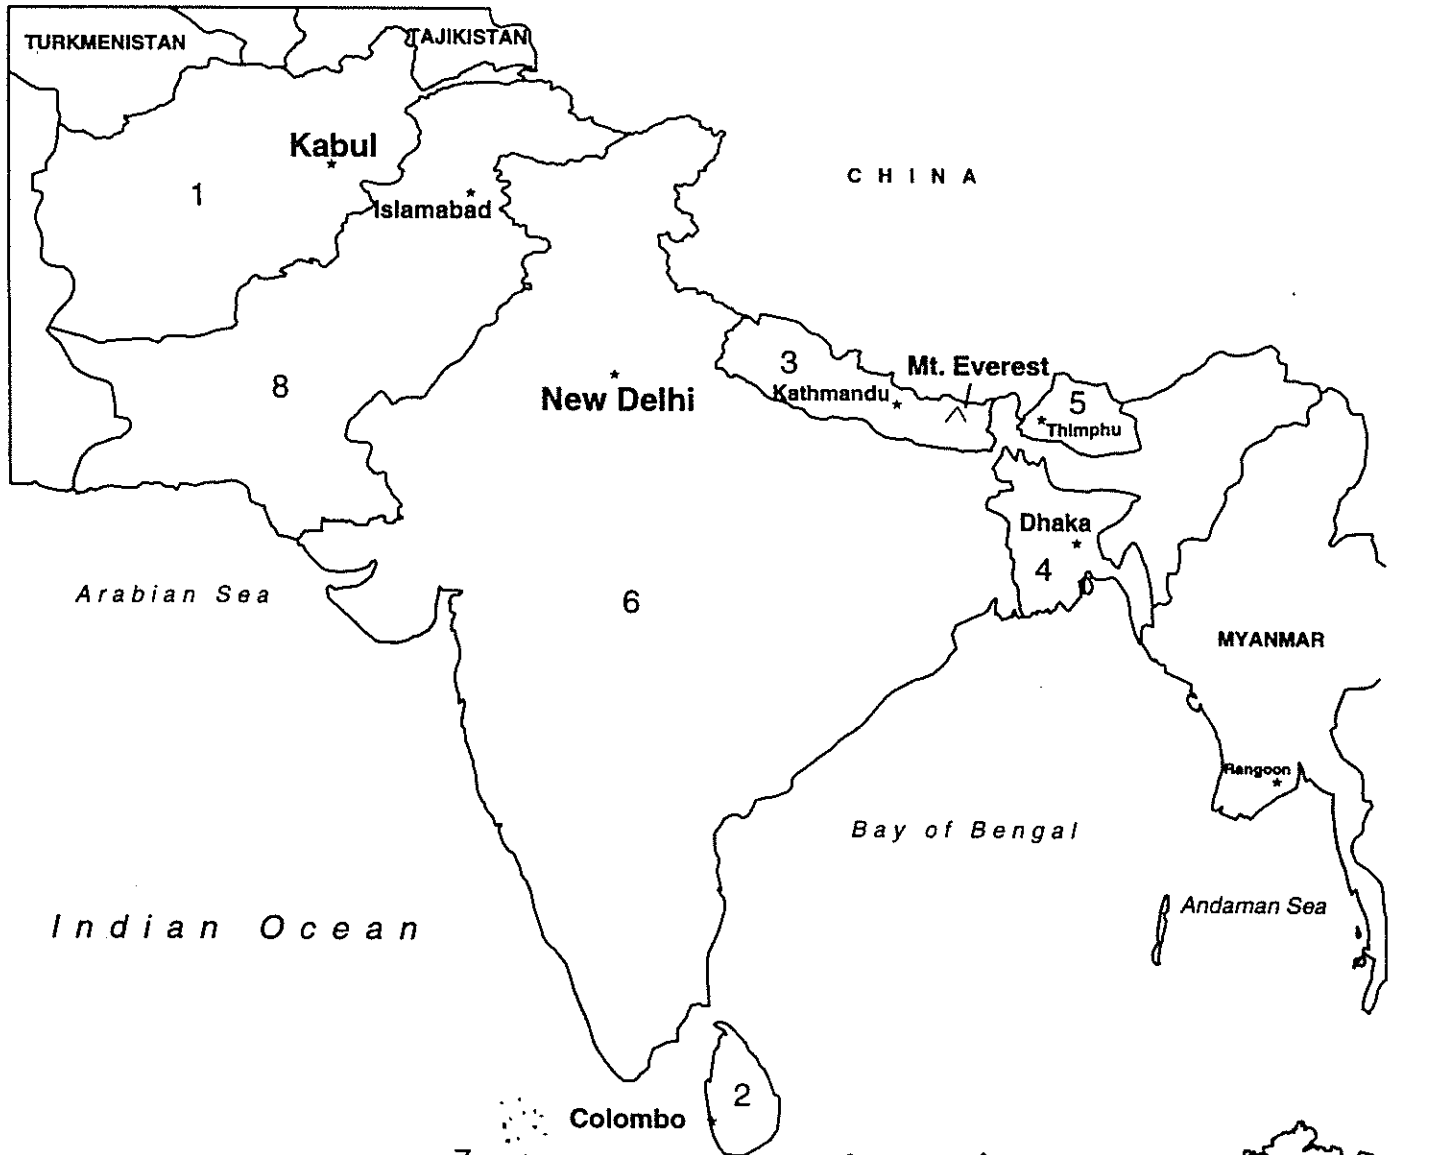 TURKMENISTAN
TAJIKISTAN
Kabul
CHINA
1
Islamabad
3
Mt. Everest
8
New Delhi
Kathmandu
5
Thimphu
Dhaka
4
Arabian Sea
6
MYANMAR
Rangoon
Bay of Bengal
Andaman Sea
Indian Ocean
2
Colombo
7